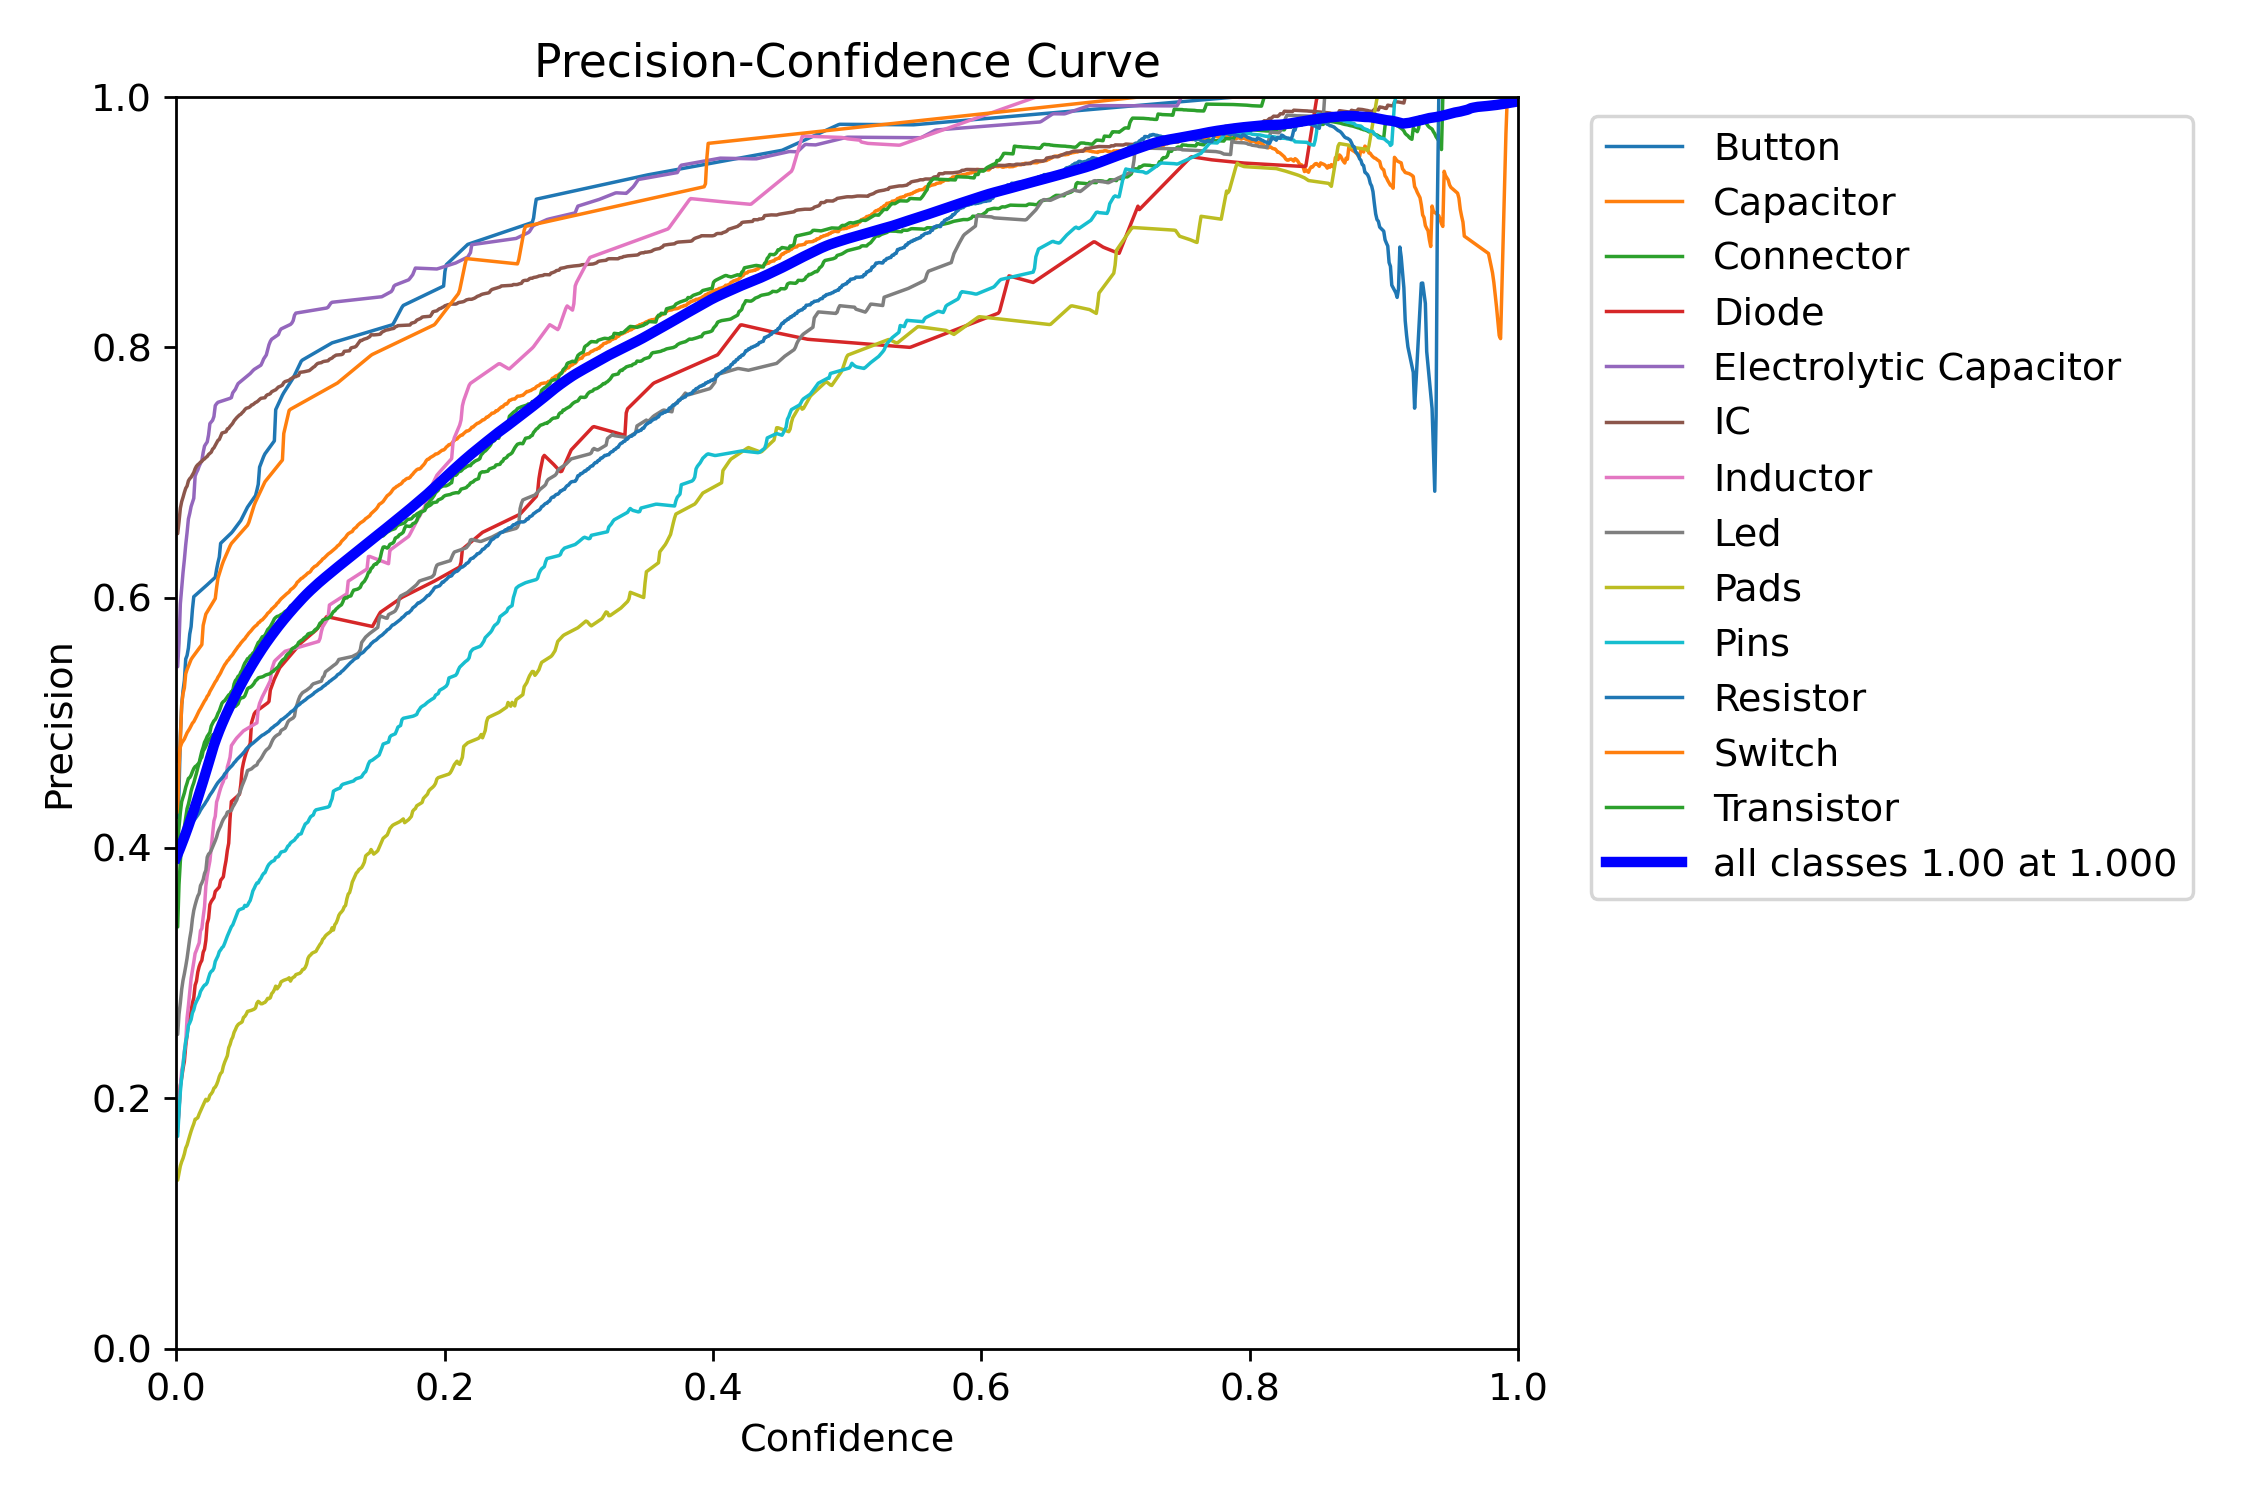 Precision-Confidence Curve
1.0
0.8
0.6
0.4
0.2
0.0
Precision
0.0 0.2 0.4 0.6 0.8 1.0
Confidence
Button
Capacitor
Connector
Diode
Electrolytic Capacitor
IC
Inductor
Led
Pads
Pins
Resistor
Switch
Transistor
all classes 1.00 at 1.000